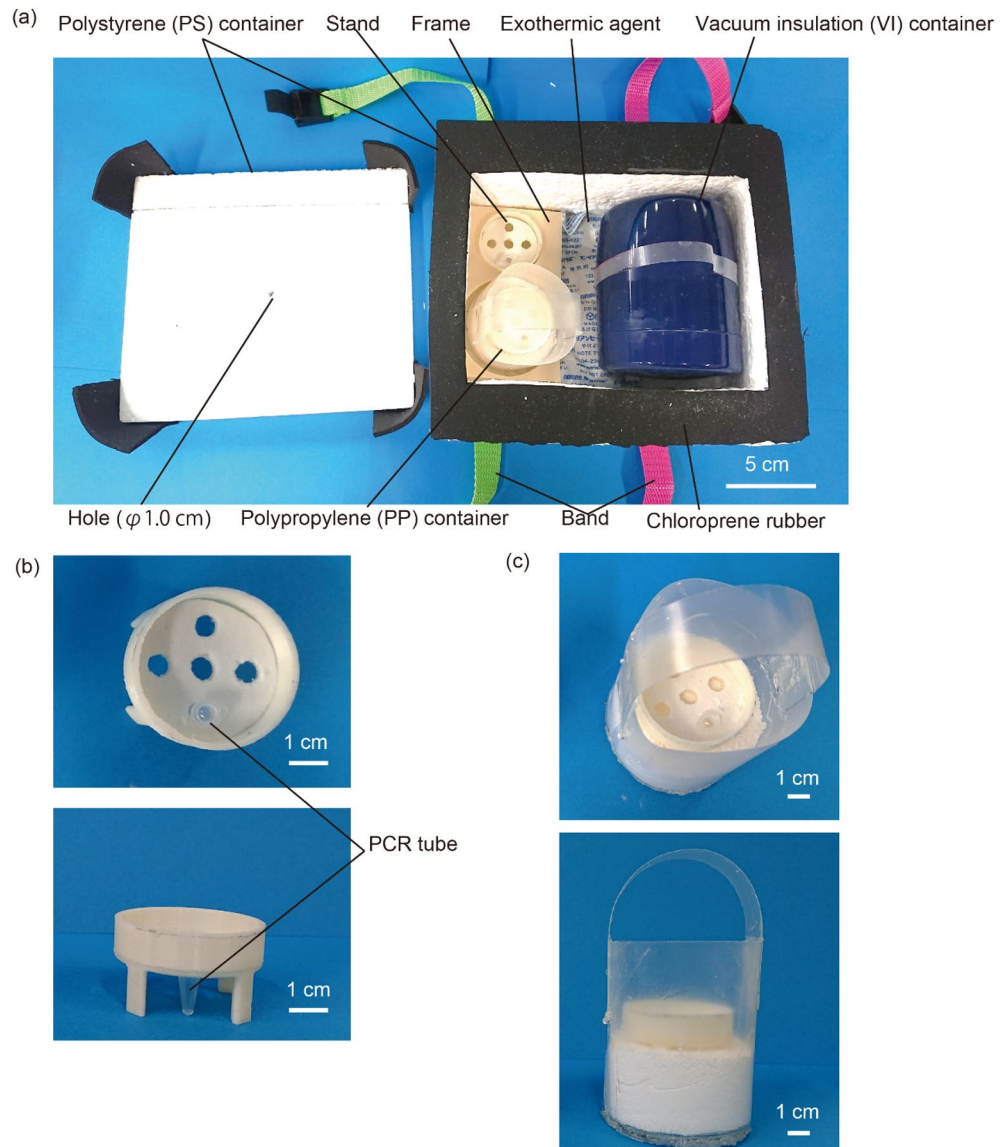 (a)
Polystyrene (PS) container Stand Frame Exothermic agent Vacuum insulation (VI) container
5 cm
Hole (φ1.0 cm) Polypropylene (PP) container Band Chloroprene rubber
(b)
(c)
1 cm
1 cm
PCR tube
1 cm
1 cm